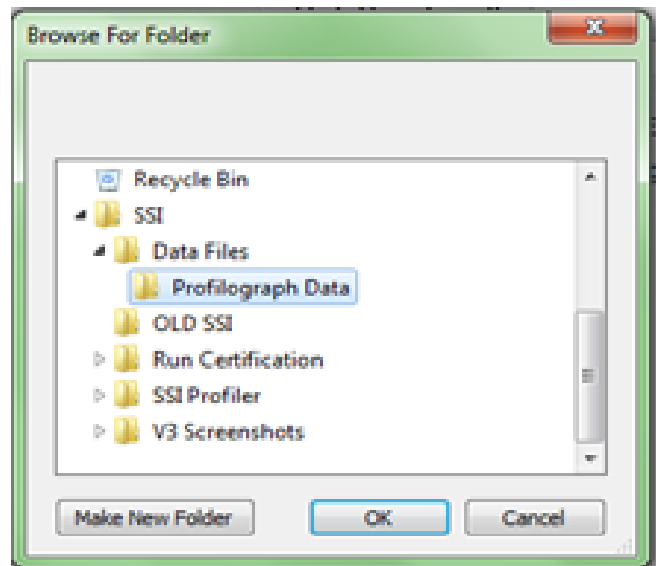 Browse For Folder
Recycle Bin
SSI
Data Files
Profilograph Data
OLD SSI
Run Certification
SSI Profiler
V3 Screenshots
Make New Folder OK Cancel